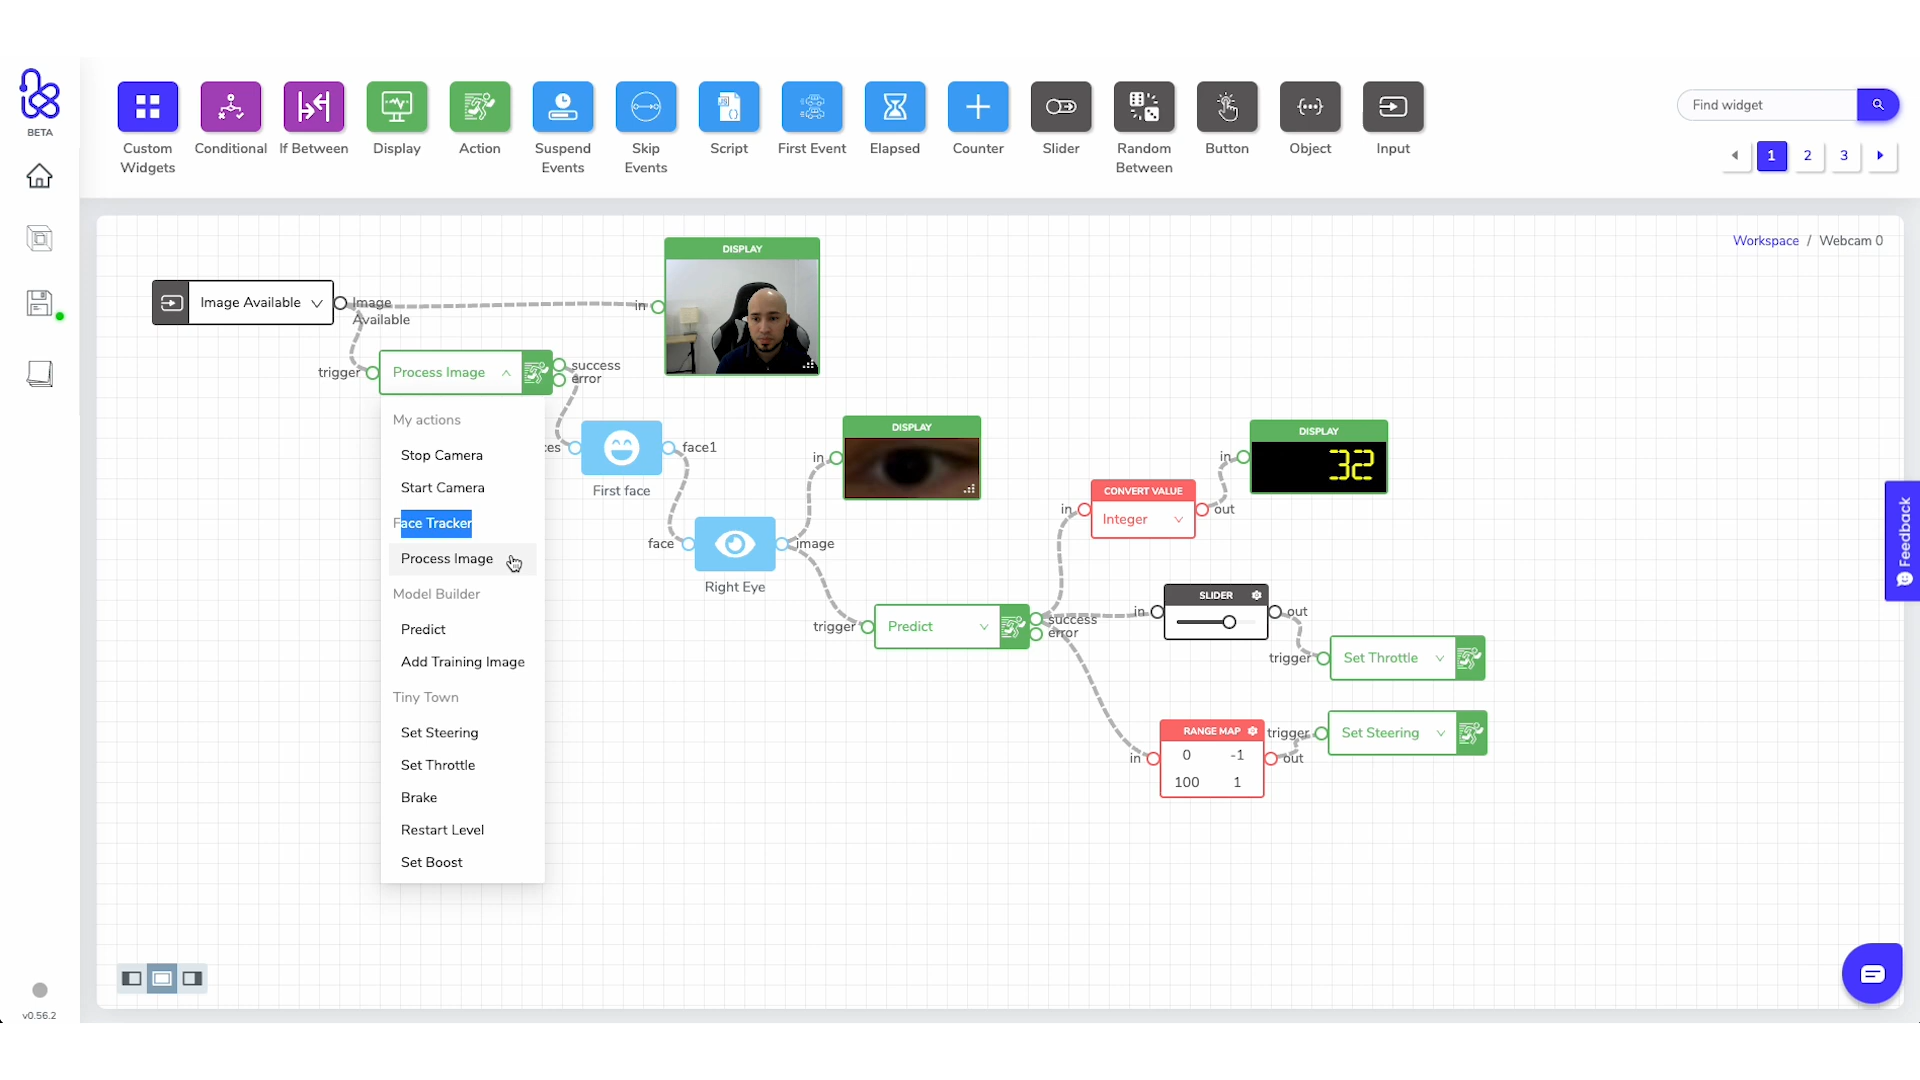 BETA
Custom
Widgets
Conditional
If Between
Display
Action
Suspend
Events
Skip
Events
Script
First Event
Elapsed
Counter
Slider
Random
Between
Button
Object
Input
Find widget
1
2
3
Workspace / Webcam 0
DISPLAY
Image Available
Image
Available
in
trigger
Process Image
success
error
My actions
Stop Camera
Start Camera
Face Tracker
Process Image
Model Builder
Predict
Add Training Image
Tiny Town
Set Steering
Set Throttle
Brake
Restart Level
Set Boost
ces
face1
First face
DISPLAY
in
face
image
Right Eye
trigger
Predict
success
error
in
CONVERT VALUE
Integer
out
in
DISPLAY
32
in
SLIDER
out
trigger
Set Throttle
in
RANGE MAP
0 -1
100 1
out
trigger
Set Steering
Feedback
v0.56.2